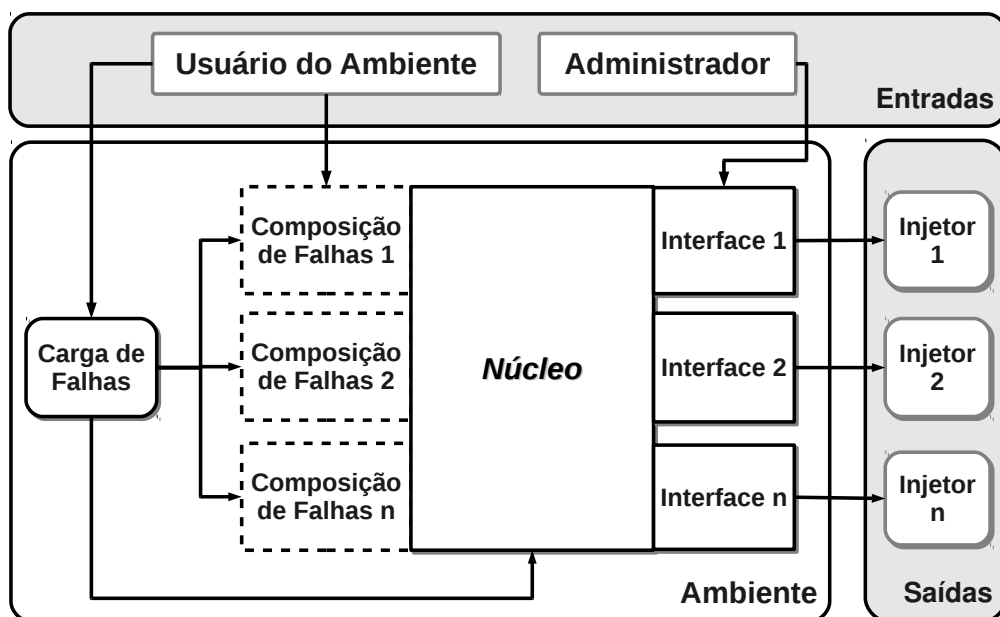 Usuário do Ambiente
Administrador
Entradas
Composição
de Falhas 1
Interface 1
Injetor
1
Carga de
Falhas
Composição
de Falhas 2
Núcleo
Interface 2
Injetor
2
Composição
de Falhas n
Interface n
Injetor
n
Ambiente
Saídas